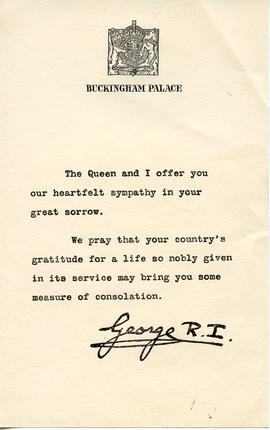 BUCKINGHAM PALACE
The Queen and I offer you
our heartfelt sympathy in your
great sorrow.
We pray that your country's
gratitude for a life so nobly given
in its service may bring you some
measure of consolation.
George R.I.